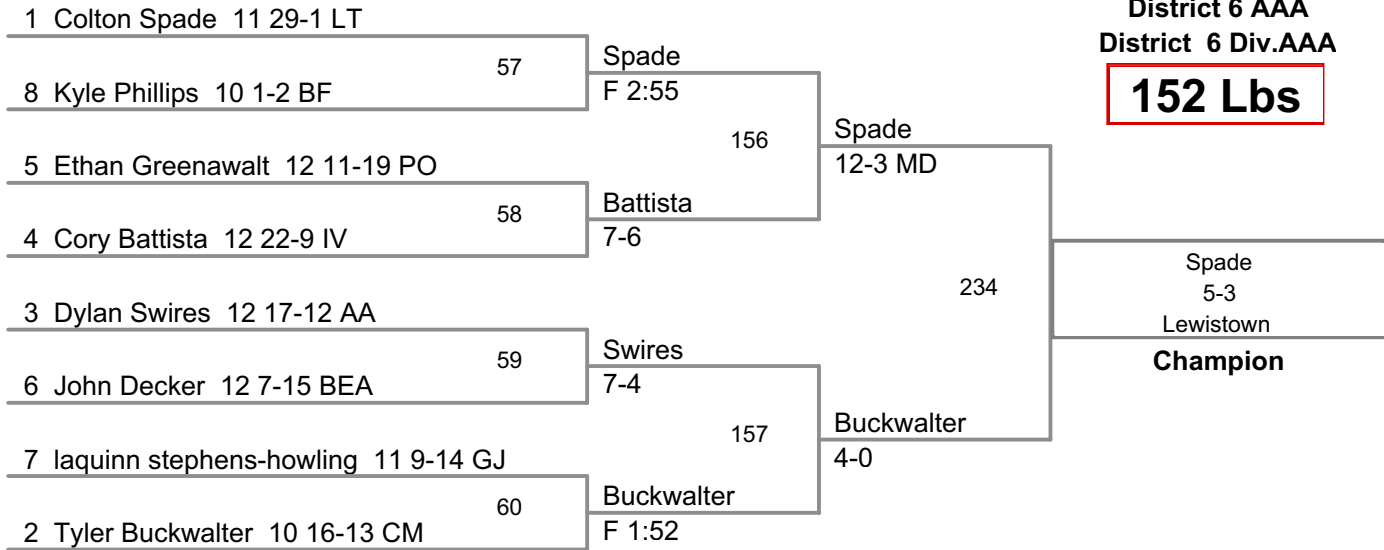 District 6 AAA
District 6 Div.AAA
152 Lbs
1 Colton Spade 11 29-1 LT
57
Spade
F 2:55
8 Kyle Phillips 10 1-2 BF
156
Spade
12-3 MD
5 Ethan Greenawalt 12 11-19 PO
58
Battista
7-6
4 Cory Battista 12 22-9 IV
234
Spade
5-3
Lewistown
Champion
3 Dylan Swires 12 17-12 AA
59
Swires
7-4
6 John Decker 12 7-15 BEA
157
Buckwalter
4-0
7 laquinn stephens-howling 11 9-14 GJ
60
Buckwalter
F 1:52
2 Tyler Buckwalter 10 16-13 CM